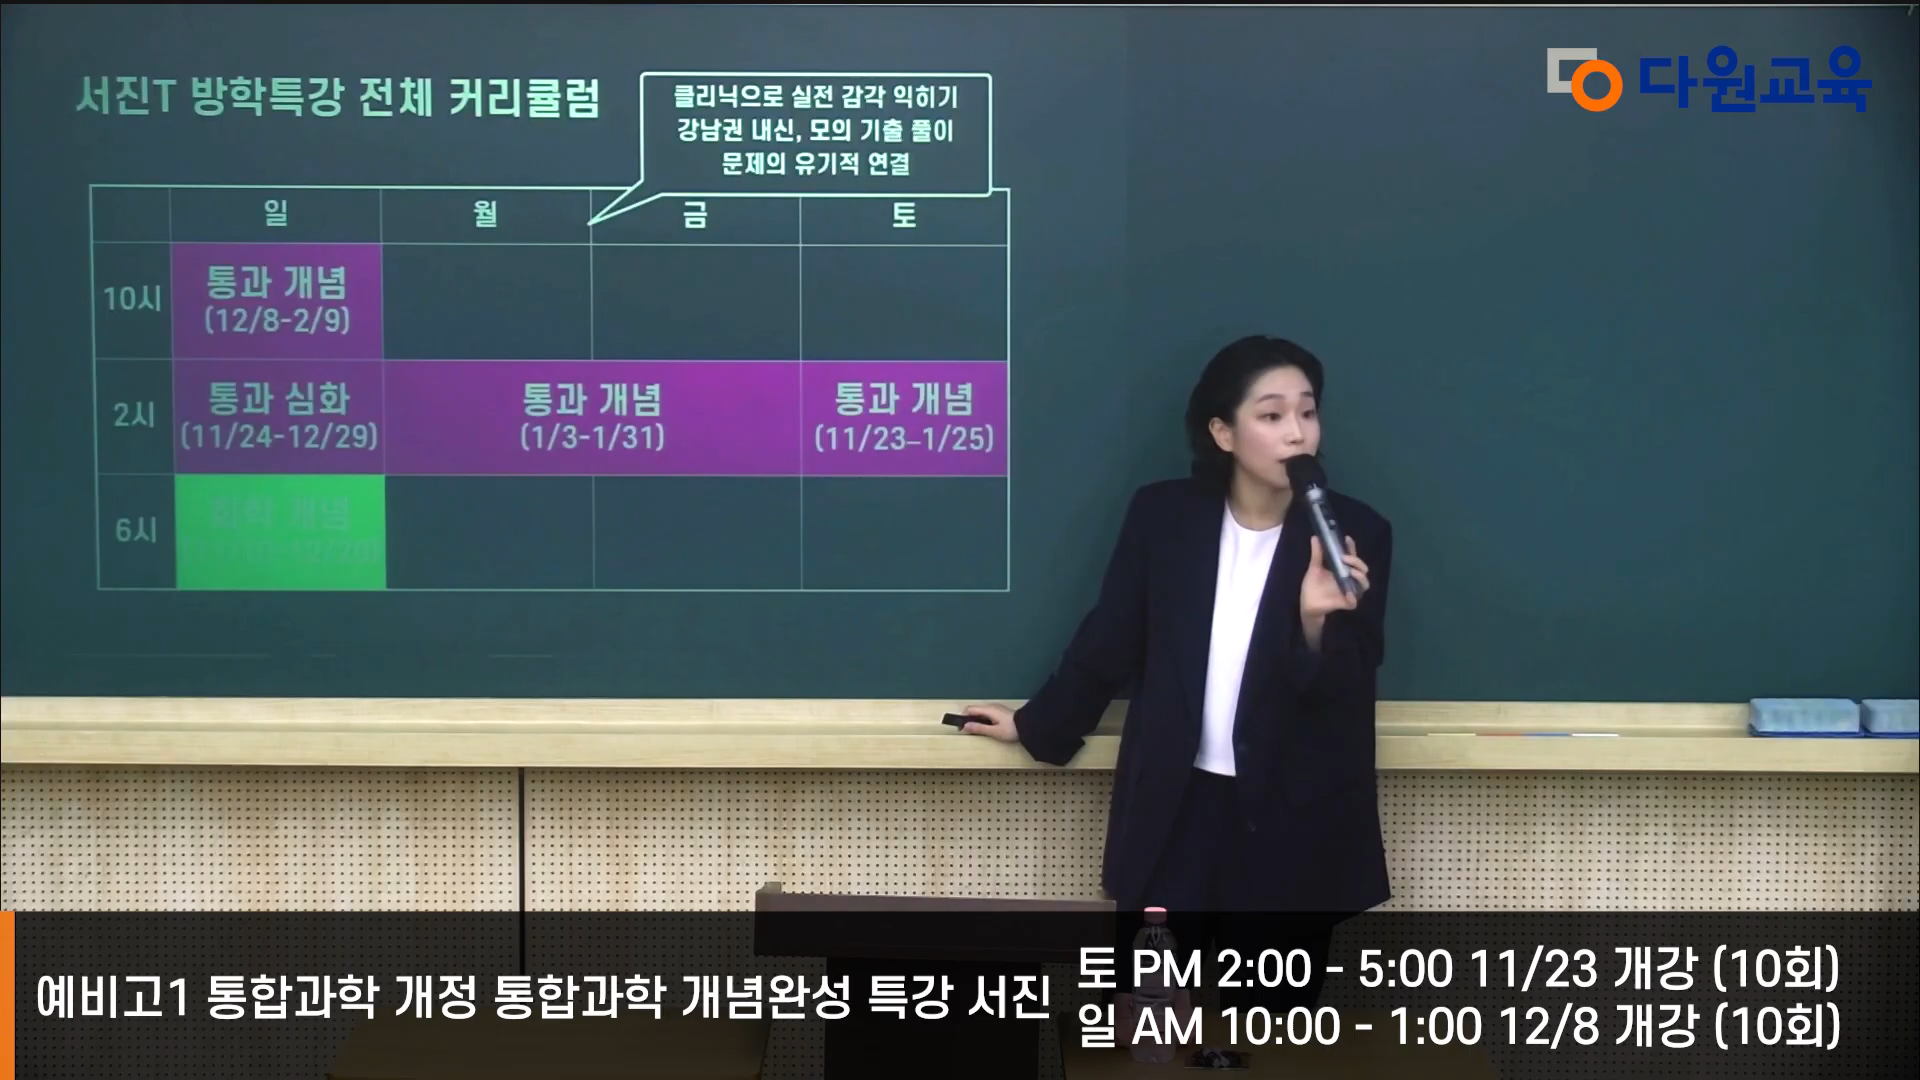 다원교육
서진T 방학특강 전체 커리큘럼
클리닉으로 실전 감각 익히기
강남권 내신, 모의 기출 풀이
문제의 유기적 연결
일 월 금 토
10시
통과 개념
(12/8-2/9)
2시
통과 심화
(11/24-12/29)
통과 개념
(1/3-1/31)
통과 개념
(11/23-1/25)
6시
화학 개념
예비고1 통합과학 개정 통합과학 개념완성 특강 서진
토 PM 2:00 - 5:00 11/23 개강 (10회)
일 AM 10:00 - 1:00 12/8 개강 (10회)